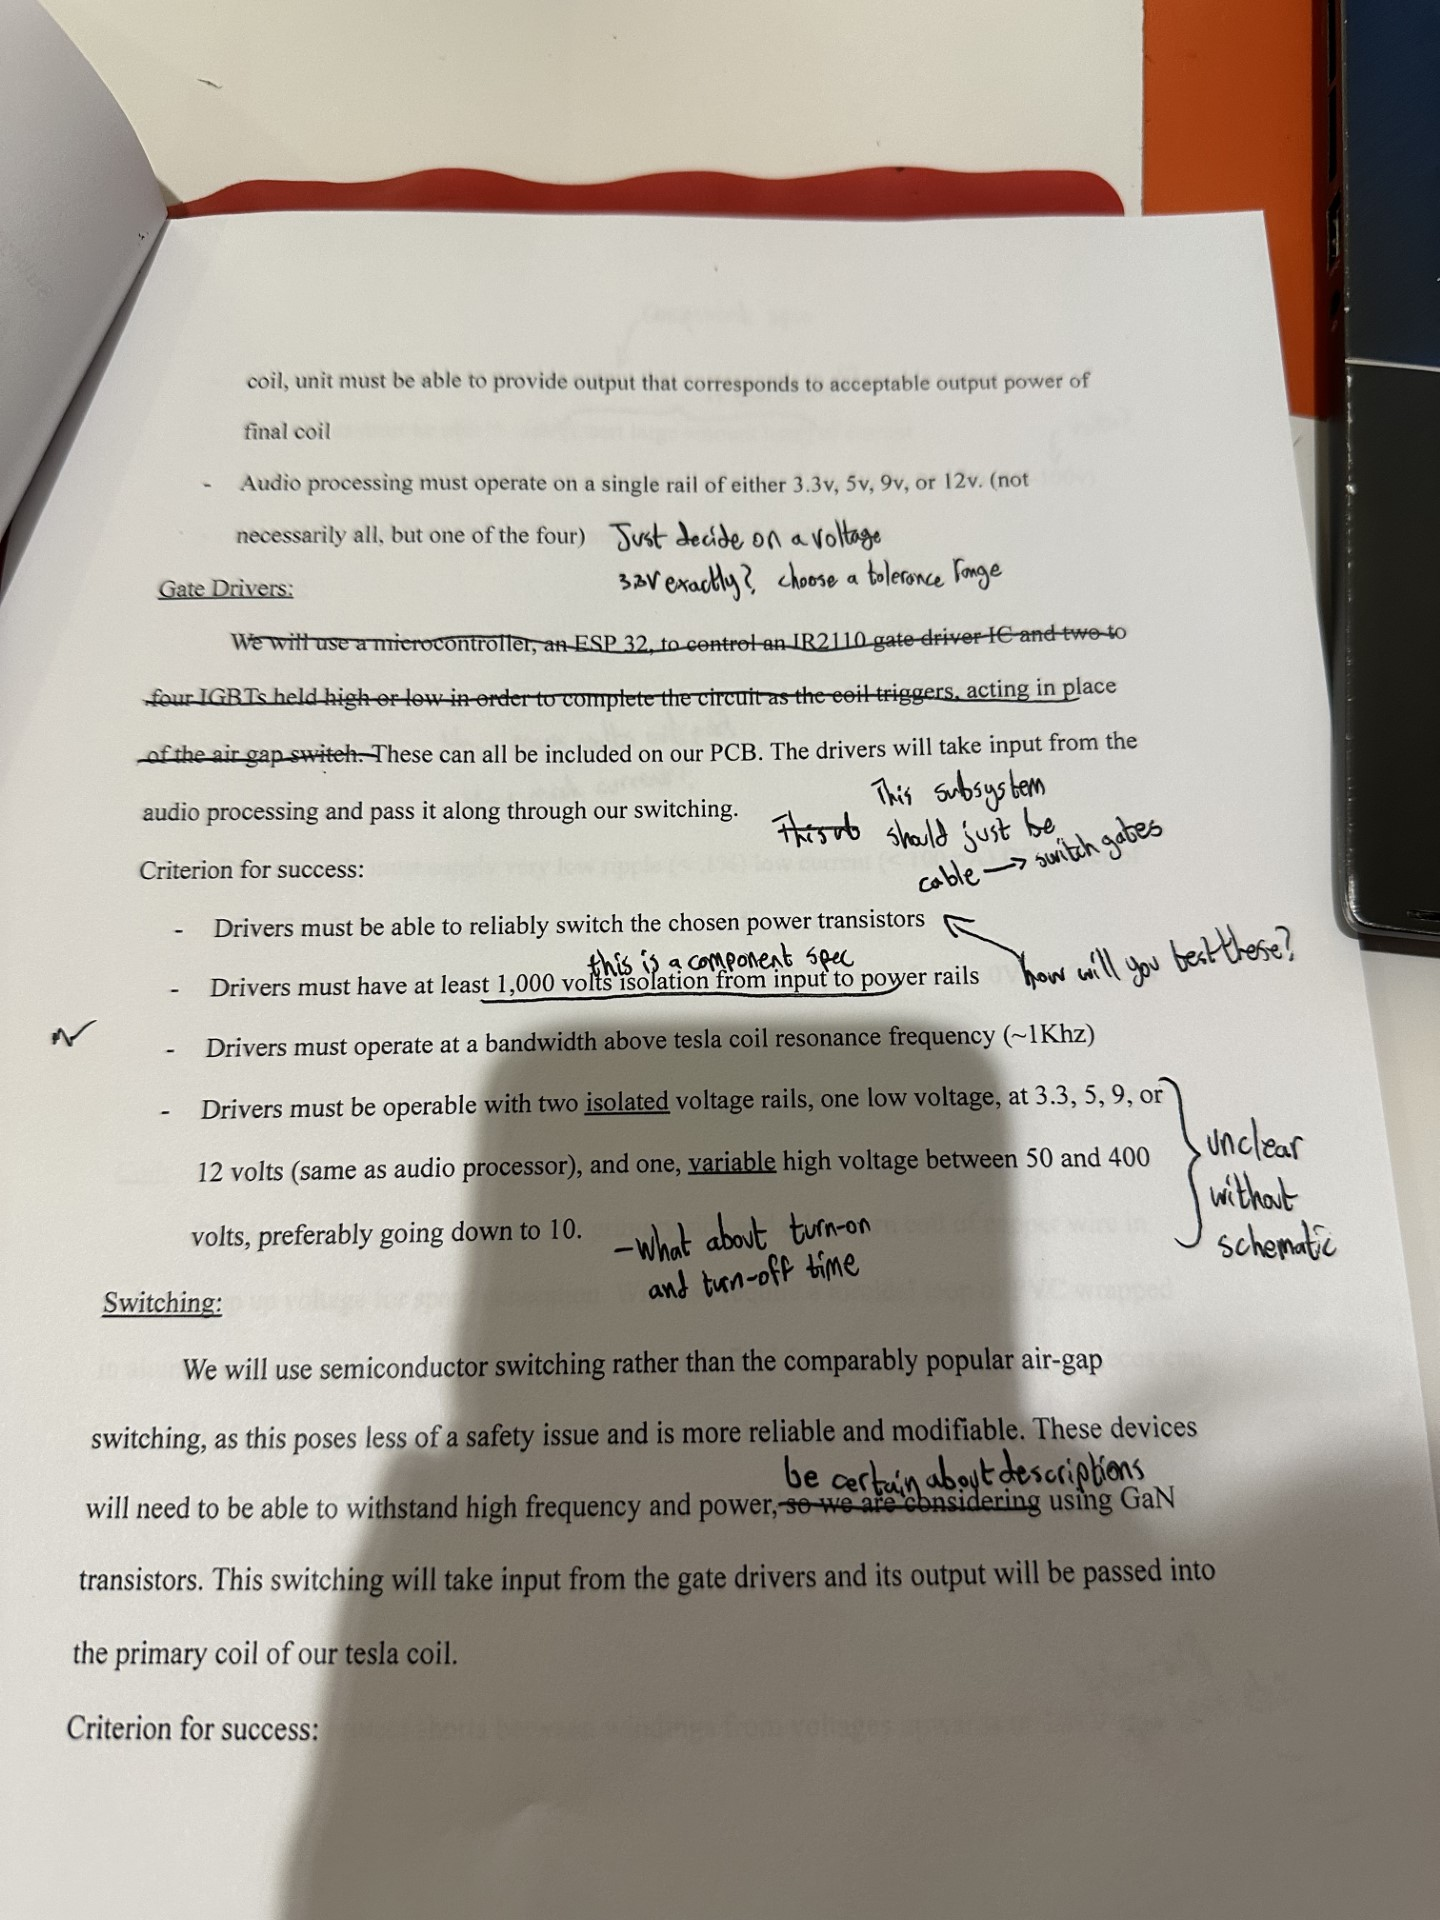 coil, unit must be able to provide output that corresponds to acceptable output power of
final coil
- Audio processing must operate on a single rail of either 3.3v, 5v, 9v, or 12v. (not
necessarily all, but one of the four) Just decide on a voltage
3.3V exactly? choose a tolerance range
Gate Drivers:
We will use a microcontroller, an ESP 32, to control an IR2110 gate driver IC and two to
four IGBTs held high or low in order to complete the circuit as the coil triggers, acting in place
of the air gap switch. These can all be included on our PCB. The drivers will take input from the
audio processing and pass it along through our switching.
This subsystem
should just be
cable → switch gates
Criterion for success:
- Drivers must be able to reliably switch the chosen power transistors
how will you test these?
this is a component spec
- Drivers must have at least 1,000 volts isolation from input to power rails
- Drivers must operate at a bandwidth above tesla coil resonance frequency (~1Khz)
- Drivers must be operable with two isolated voltage rails, one low voltage, at 3.3, 5, 9, or
12 volts (same as audio processor), and one, variable high voltage between 50 and 400
volts, preferably going down to 10.
unclear
without
schematic
-What about turn-on
and turn-off time
Switching:
We will use semiconductor switching rather than the comparably popular air-gap
switching, as this poses less of a safety issue and is more reliable and modifiable. These devices
be certain about descriptions
will need to be able to withstand high frequency and power, so we are considering using GaN
transistors. This switching will take input from the gate drivers and its output will be passed into
the primary coil of our tesla coil.
Criterion for success: